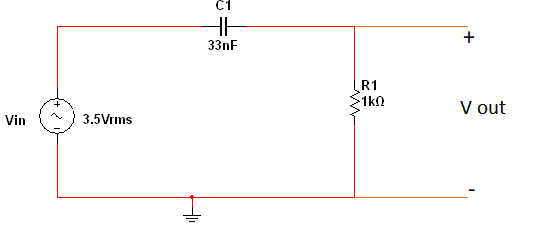 C1
33nF
+
R1
1kΩ
V out
Vin
3.5Vrms
-